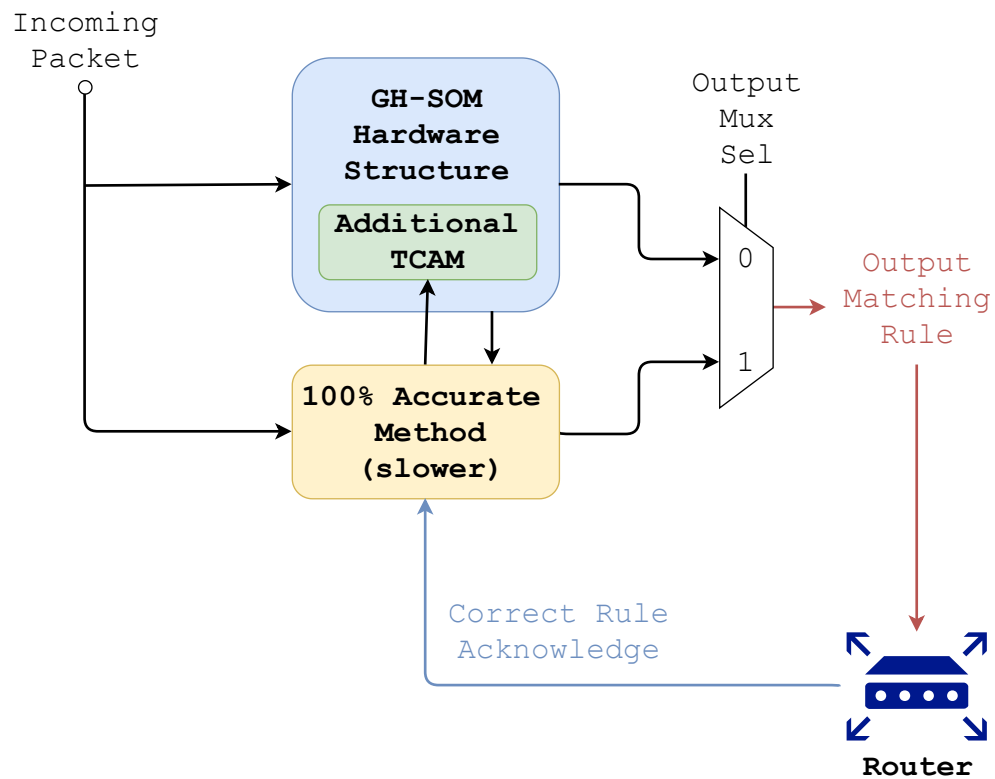 Incoming
Packet
GH-SOM
Hardware
Structure
Additional
TCAM
Output
Mux
Sel
0
1
Output
Matching
Rule
100% Accurate
Method
(slower)
Correct Rule
Acknowledge
Router